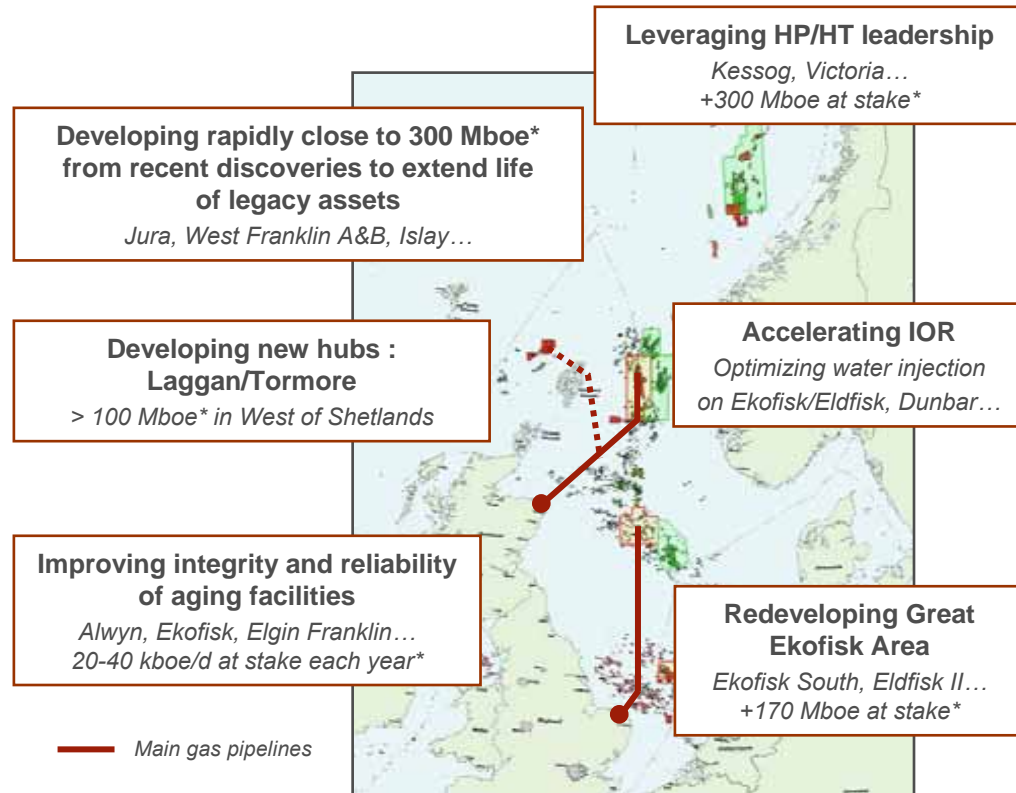 Leveraging HP/HT leadership
Kessog, Victoria…
+300 Mboe at stake*
Developing rapidly close to 300 Mboe*
from recent discoveries to extend life
of legacy assets
Jura, West Franklin A&B, Islay…
Developing new hubs :
Laggan/Tormore
> 100 Mboe* in West of Shetlands
Accelerating IOR
Optimizing water injection
on Ekofisk/Eldfisk, Dunbar…
Improving integrity and reliability
of aging facilities
Alwyn, Ekofisk, Elgin Franklin…
20-40 kboe/d at stake each year*
Redeveloping Great
Ekofisk Area
Ekofisk South, Eldfisk II…
+170 Mboe at stake*
Main gas pipelines